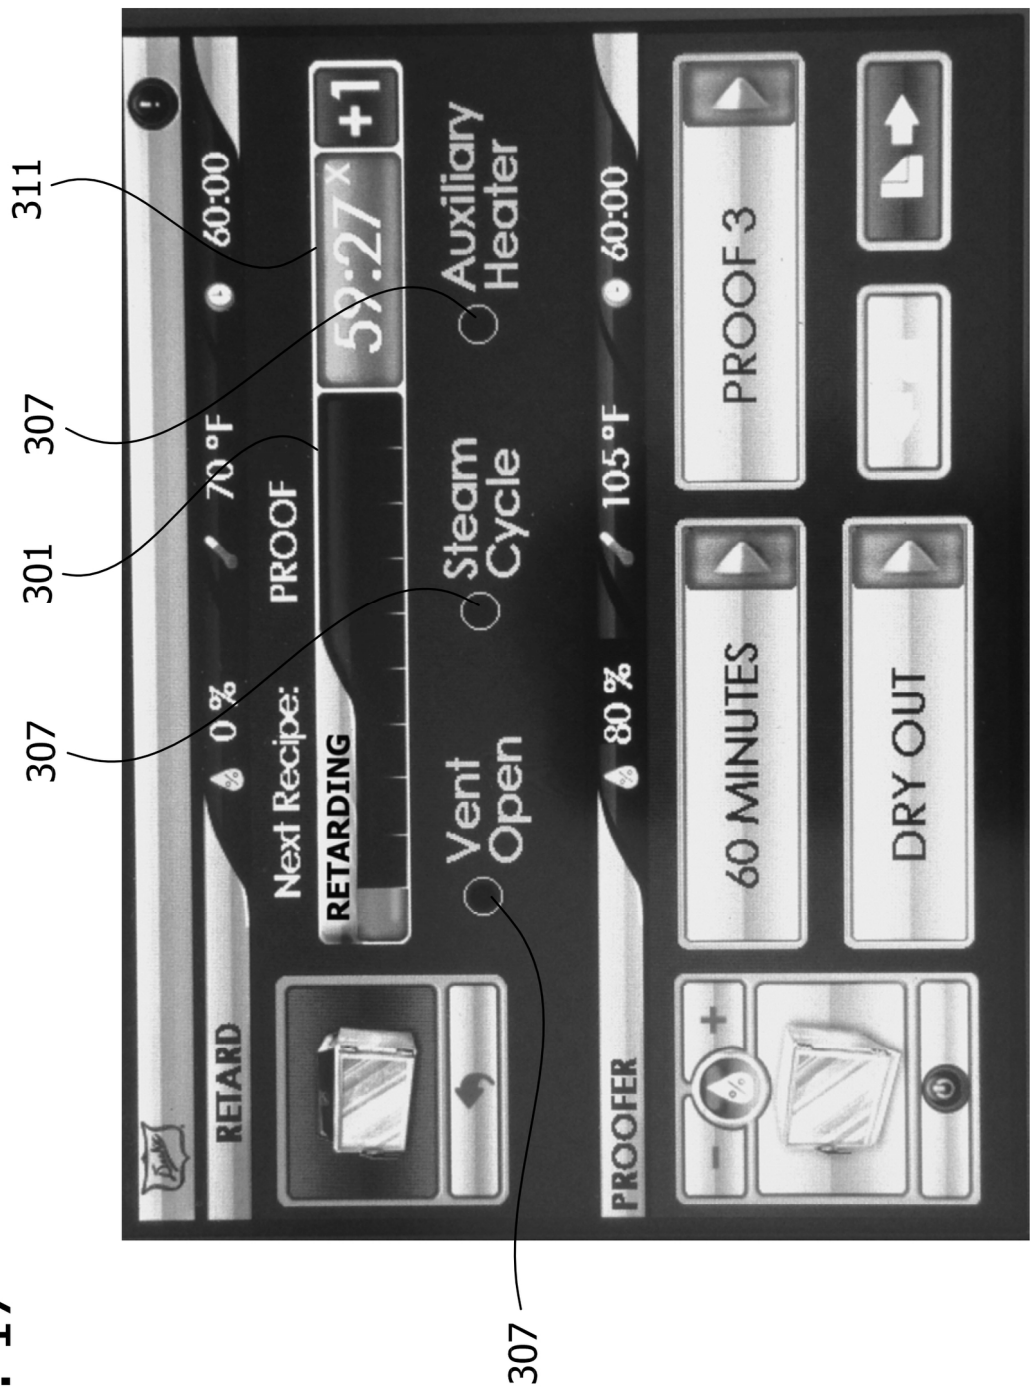 311
307
301
307
307
!
RETARD
0 %
70 °F
60:00
Next Recipe:
PROOF
RETARDING
59:27 x
+1
Vent
Open
Steam
Cycle
Auxiliary
Heater
PROOFER
80 %
105 °F
60:00
- % +
60 MINUTES
PROOF 3
DRY OUT